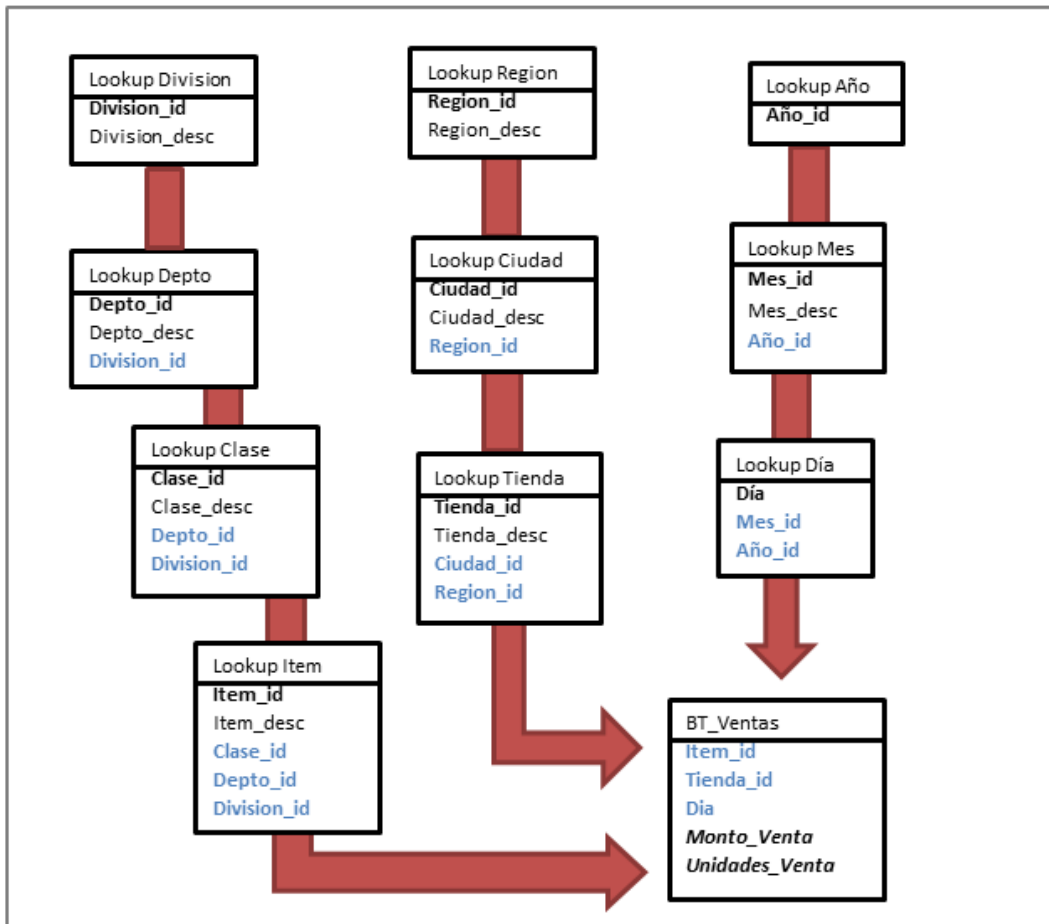 Lookup Division
Division_id
Division_desc
Lookup Depto
Depto_id
Depto_desc
Division_id
Lookup Clase
Clase_id
Clase_desc
Depto_id
Division_id
Lookup Item
Item_id
Item_desc
Clase_id
Depto_id
Division_id
Lookup Region
Region_id
Region_desc
Lookup Ciudad
Ciudad_id
Ciudad_desc
Region_id
Lookup Tienda
Tienda_id
Tienda_desc
Ciudad_id
Region_id
Lookup Año
Año_id
Lookup Mes
Mes_id
Mes_desc
Año_id
Lookup Día
Día
Mes_id
Año_id
BT_Ventas
Item_id
Tienda_id
Dia
Monto_Venta
Unidades_Venta